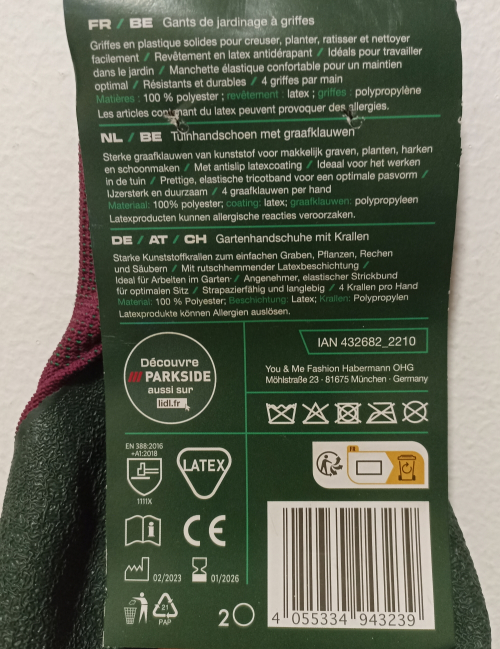 FR / BE Gants de jardinage à griffes
Griffes en plastique solides pour creuser, planter, ratisser et nettoyer
facilement / Revêtement en latex antidérapant / Idéals pour travailler
dans le jardin / Manchette élastique confortable pour un maintien
optimal / Résistants et durables / 4 griffes par main
Matières : 100 % polyester ; revêtement : latex ; griffes : polypropylène
Les articles contenant du latex peuvent provoquer des allergies.
NL / BE Tuinhandschoen met graafklauwen
Sterke graafklauwen van kunststof voor makkelijk graven, planten, harken
en schoonmaken / Met antislip latexcoating / Ideaal voor het werken
in de tuin / Prettige, elastische tricotband voor een optimale pasvorm /
IJzersterk en duurzaam / 4 graafklauwen per hand
Materiaal: 100% polyester; coating: latex; graafklauwen: polypropyleen
Latexproducten kunnen allergische reacties veroorzaken.
DE / AT / CH Gartenhandschuhe mit Krallen
Starke Kunststoffkrallen zum einfachen Graben, Pflanzen, Rechen
und Säubern / Mit rutschhemmender Latexbeschichtung /
Ideal für Arbeiten im Garten / Angenehmer, elastischer Strickbund
für optimalen Sitz / Strapazierfähig und langlebig / 4 Krallen pro Hand
Material: 100 % Polyester; Beschichtung: Latex; Krallen: Polypropylen
Latexprodukte können Allergien auslösen.
Découvre
/// PARKSIDE
aussi sur
lidl.fr
IAN 432682_2210
You & Me Fashion Habermann OHG
Möhlstraße 23 · 81675 München · Germany
EN 388:2016
+A1:2018
1111X
LATEX
FR
CE
02/2023
01/2026
21
PAP
2
4 055334 943239